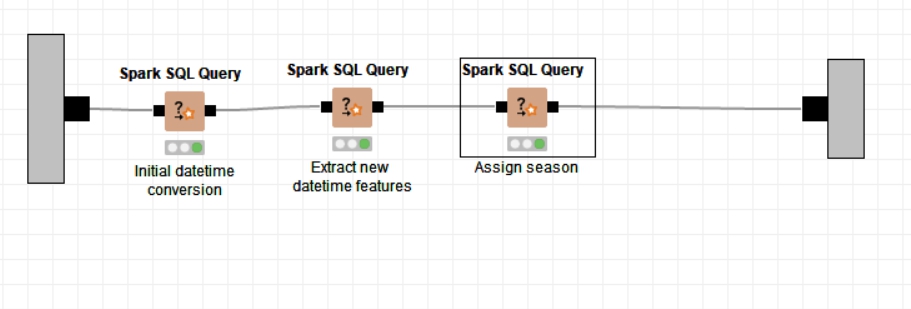 Spark SQL Query
Spark SQL Query
Spark SQL Query
?
?
?
Initial datetime
conversion
Extract new
datetime features
Assign season